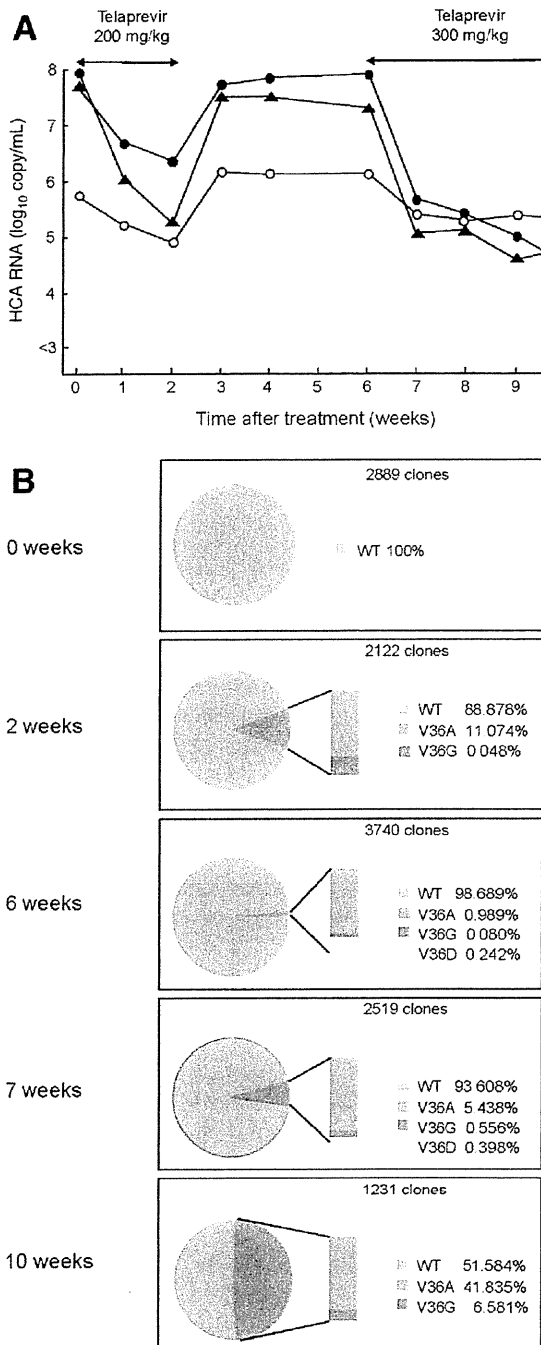 A
Telaprevir
200 mg/kg
Telaprevir
300 mg/kg
8
7
6
5
4
<3
HCA RNA (log10 copy/mL)
0 1 2 3 4 5 6 7 8 9
Time after treatment (weeks)
B
0 weeks
2889 clones
WT 100%
2 weeks
2122 clones
WT 88.878%
V36A 11.074%
V36G 0.048%
6 weeks
3740 clones
WT 98.689%
V36A 0.989%
V36G 0.080%
V36D 0.242%
7 weeks
2519 clones
WT 93.608%
V36A 5.438%
V36G 0.556%
V36D 0.398%
10 weeks
1231 clones
WT 51.584%
V36A 41.835%
V36G 6.581%